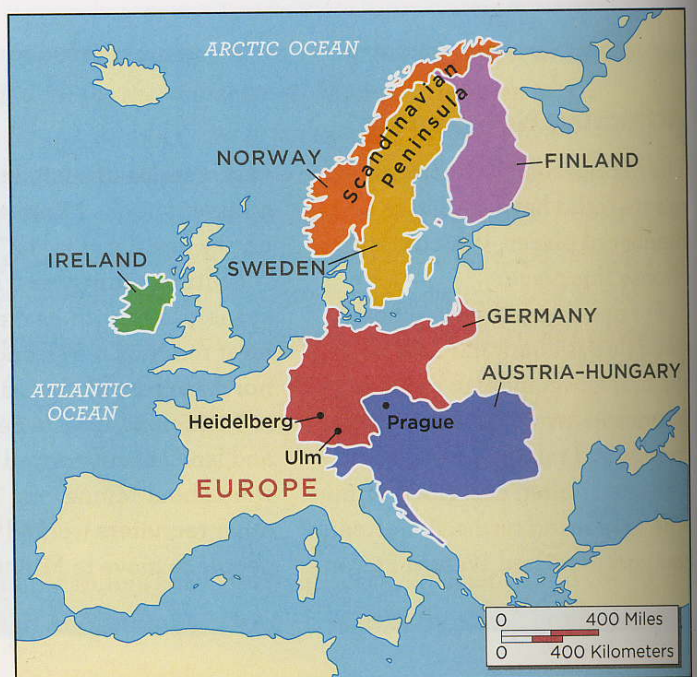 ARCTIC OCEAN
Scandinavian
Peninsula
NORWAY
FINLAND
IRELAND
SWEDEN
GERMANY
AUSTRIA–HUNGARY
ATLANTIC
OCEAN
Heidelberg
Prague
Ulm
EUROPE
0 400 Miles
0 400 Kilometers